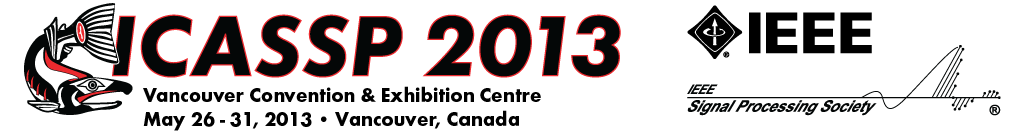 ICASSP 2013
Vancouver Convention & Exhibition Centre
May 26 - 31, 2013 • Vancouver, Canada
®IEEE
IEEE
Signal Processing Society
®